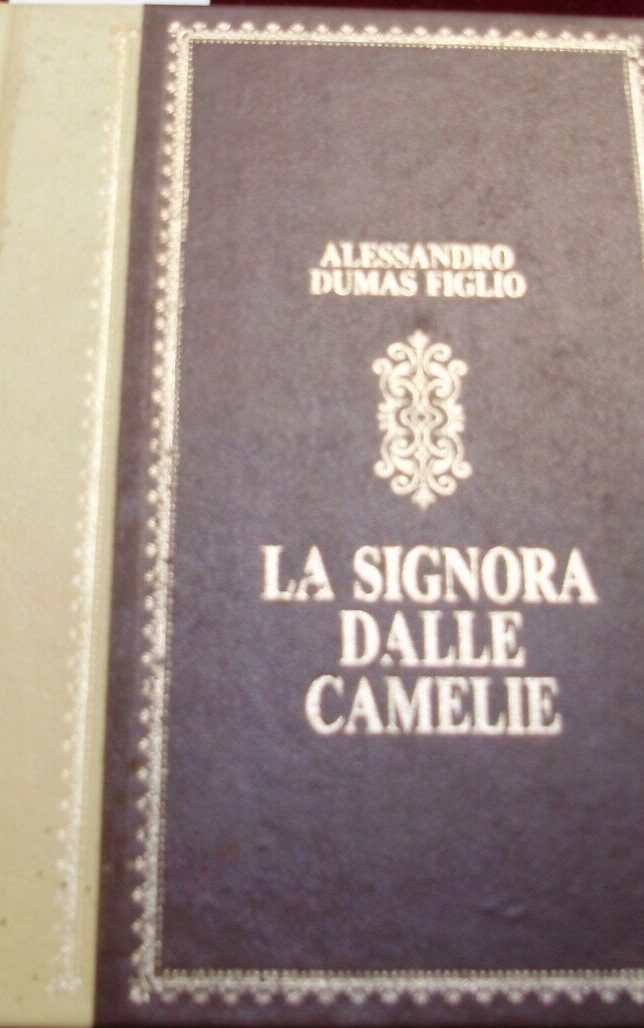 ALESSANDRO
DUMAS FIGLIO
LA SIGNORA
DALLE
CAMELIE